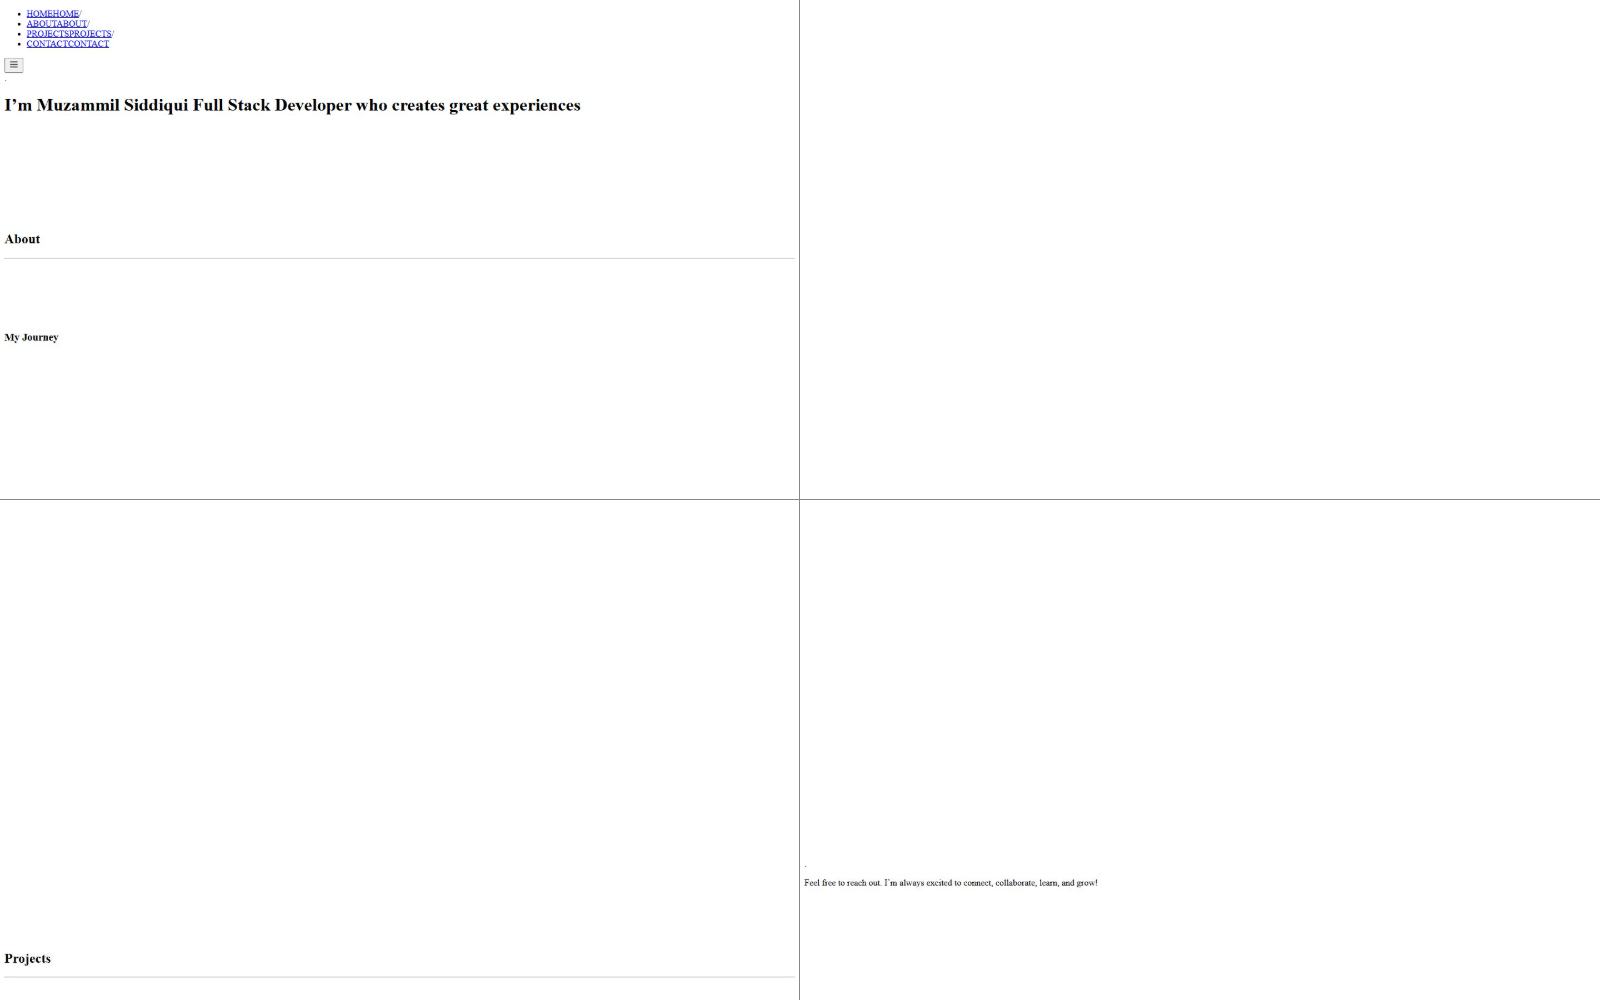 HOMEHOME/
ABOUTABOUT/
PROJECTSPROJECTS/
CONTACTCONTACT
.
I’m Muzammil Siddiqui Full Stack Developer who creates great experiences
About
My Journey
Projects
.
Feel free to reach out. I’m always excited to connect, collaborate, learn, and grow!